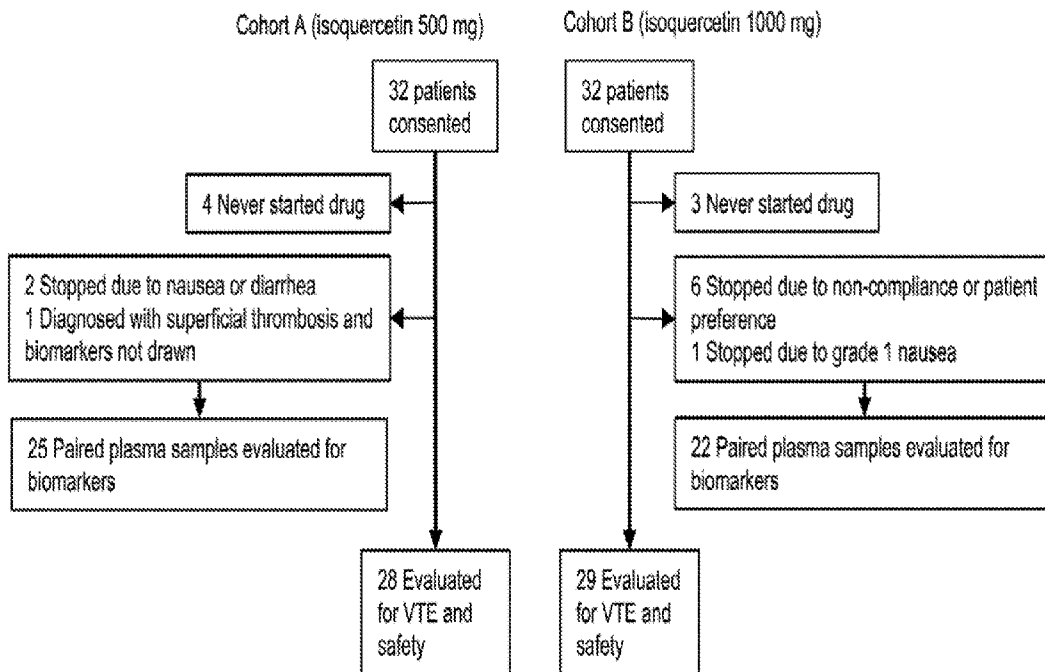 Cohort A (isoquercetin 500 mg)
32 patients
consented
4 Never started drug
2 Stopped due to nausea or diarrhea
1 Diagnosed with superficial thrombosis and
biomarkers not drawn
25 Paired plasma samples evaluated for
biomarkers
28 Evaluated
for VTE and
safety
Cohort B (isoquercetin 1000 mg)
32 patients
consented
3 Never started drug
6 Stopped due to non-compliance or patient
preference
1 Stopped due to grade 1 nausea
22 Paired plasma samples evaluated for
biomarkers
29 Evaluated
for VTE and
safety